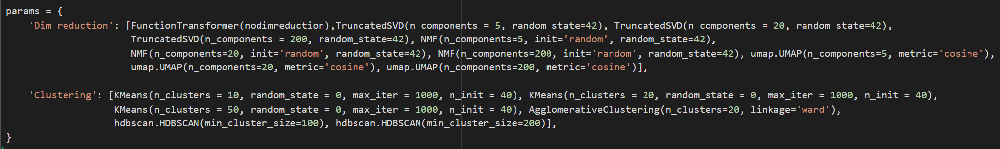 params = {
    'Dim_reduction': [FunctionTransformer(nodimreduction),TruncatedSVD(n_components = 5, random_state=42), TruncatedSVD(n_components = 20, random_state=42),
                      TruncatedSVD(n_components = 200, random_state=42), NMF(n_components=5, init='random', random_state=42),
                      NMF(n_components=20, init='random', random_state=42), NMF(n_components=200, init='random', random_state=42), umap.UMAP(n_components=5, metric='cosine'),
                      umap.UMAP(n_components=20, metric='cosine'), umap.UMAP(n_components=200, metric='cosine')],

    'Clustering': [KMeans(n_clusters = 10, random_state = 0, max_iter = 1000, n_init = 40), KMeans(n_clusters = 20, random_state = 0, max_iter = 1000, n_init = 40),
                   KMeans(n_clusters = 50, random_state = 0, max_iter = 1000, n_init = 40), AgglomerativeClustering(n_clusters=20, linkage='ward'),
                   hdbscan.HDBSCAN(min_cluster_size=100), hdbscan.HDBSCAN(min_cluster_size=200)],
}